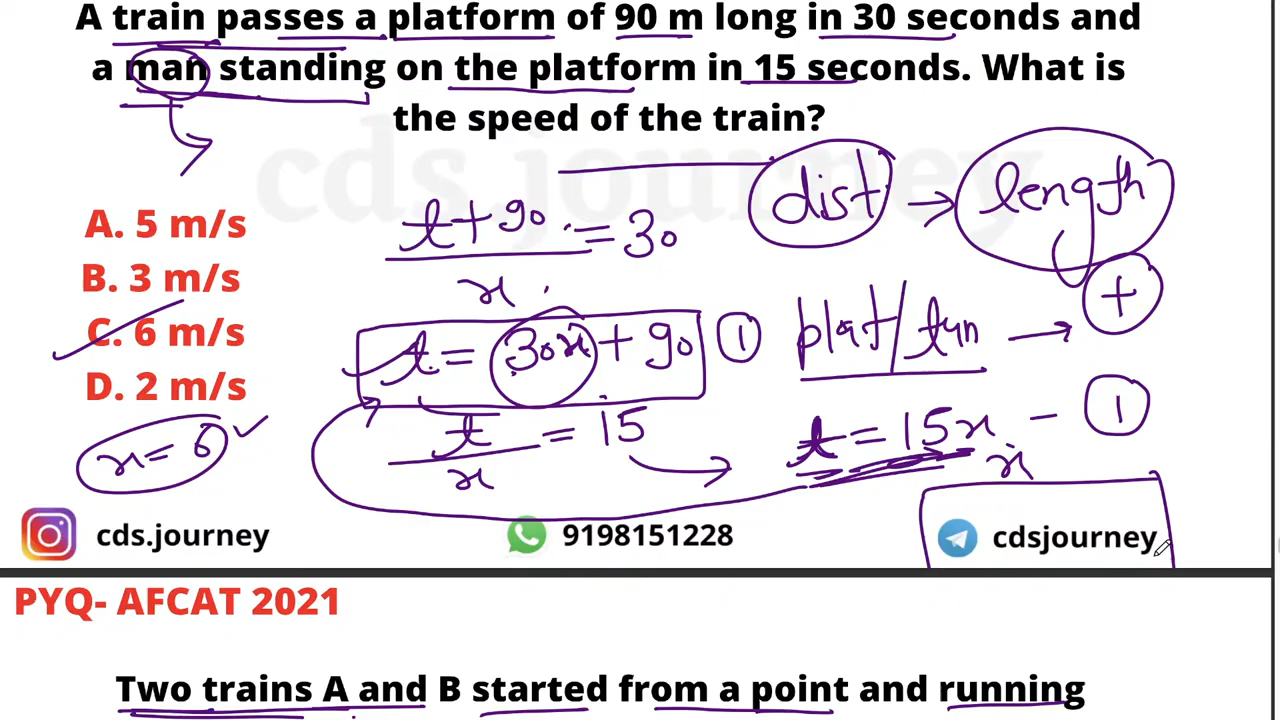 A train passes a platform of 90 m long in 30 seconds and
a man standing on the platform in 15 seconds. What is
the speed of the train?
cds.journey
dist → length
A. 5 m/s
t + 90 = 30
x
B. 3 m/s
+
C. 6 m/s
t = 30x + 90 ①
plat/
D. 2 m/s
t = 15
x
t = 15x - ①
x
x = 6 ✓
cds.journey
9198151228
cdsjourney
PYQ- AFCAT 2021
Two trains A and B started from a point and running